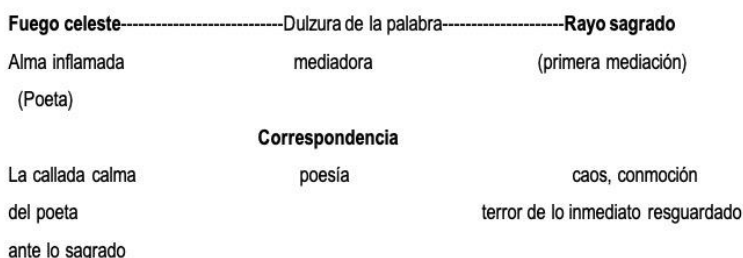 Fuego celeste----------------------------Dulzura de la palabra---------------------Rayo sagrado
Alma inflamada mediadora (primera mediación)
(Poeta)
Correspondencia
La callada calma poesía caos, conmoción
del poeta terror de lo inmediato resguardado
ante lo sagrado